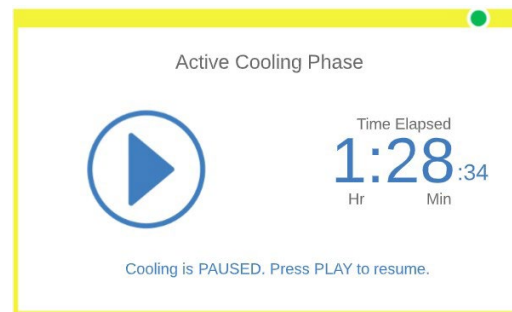 Active Cooling Phase
Time Elapsed
1:28:34
Hr Min
Cooling is PAUSED. Press PLAY to resume.